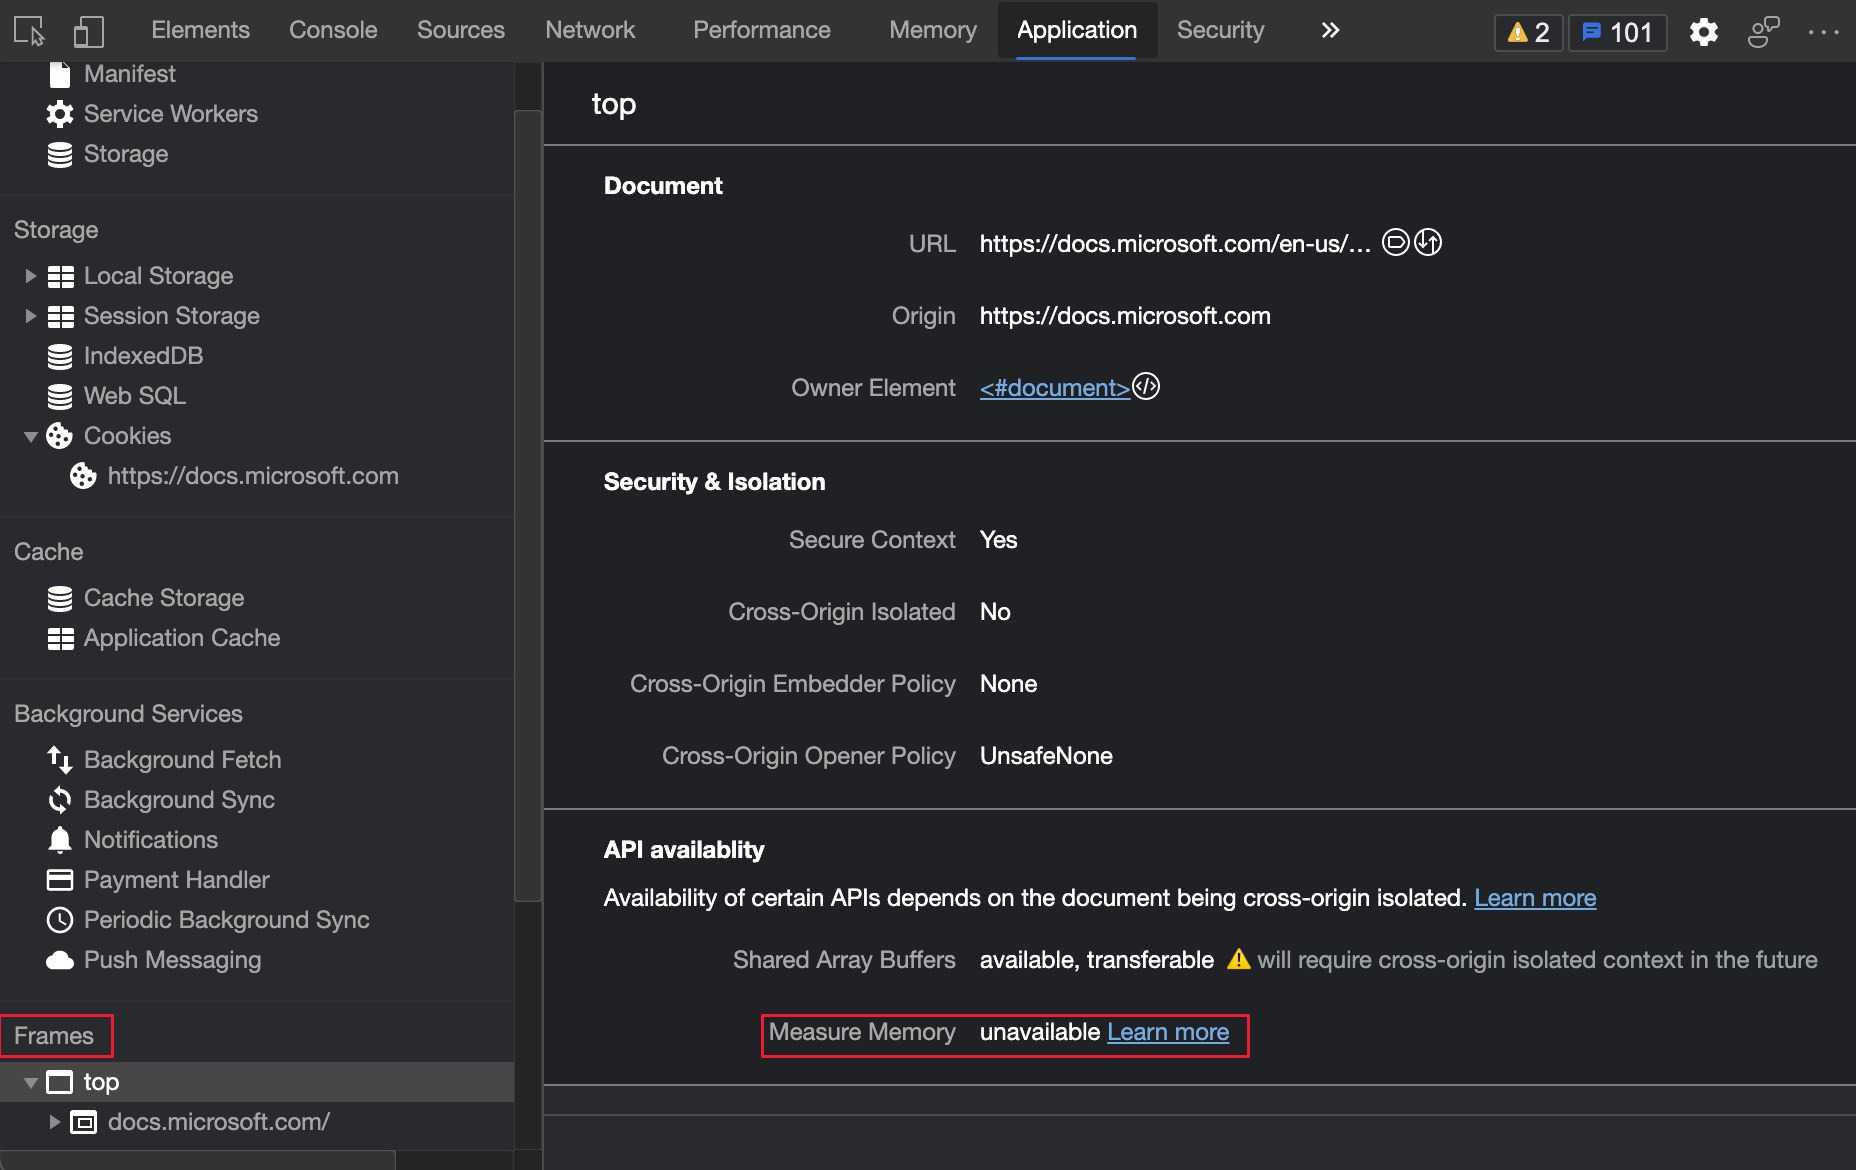 Elements Console Sources Network Performance Memory Application Security » 2 101
Manifest
Service Workers
Storage
Storage
Local Storage
Session Storage
IndexedDB
Web SQL
Cookies
https://docs.microsoft.com
Cache
Cache Storage
Application Cache
Background Services
Background Fetch
Background Sync
Notifications
Payment Handler
Periodic Background Sync
Push Messaging
Frames
top
docs.microsoft.com/
top
Document
URL https://docs.microsoft.com/en-us/…
Origin https://docs.microsoft.com
Owner Element <#document>
Security & Isolation
Secure Context Yes
Cross-Origin Isolated No
Cross-Origin Embedder Policy None
Cross-Origin Opener Policy UnsafeNone
API availablity
Availability of certain APIs depends on the document being cross-origin isolated. Learn more
Shared Array Buffers available, transferable will require cross-origin isolated context in the future
Measure Memory unavailable Learn more